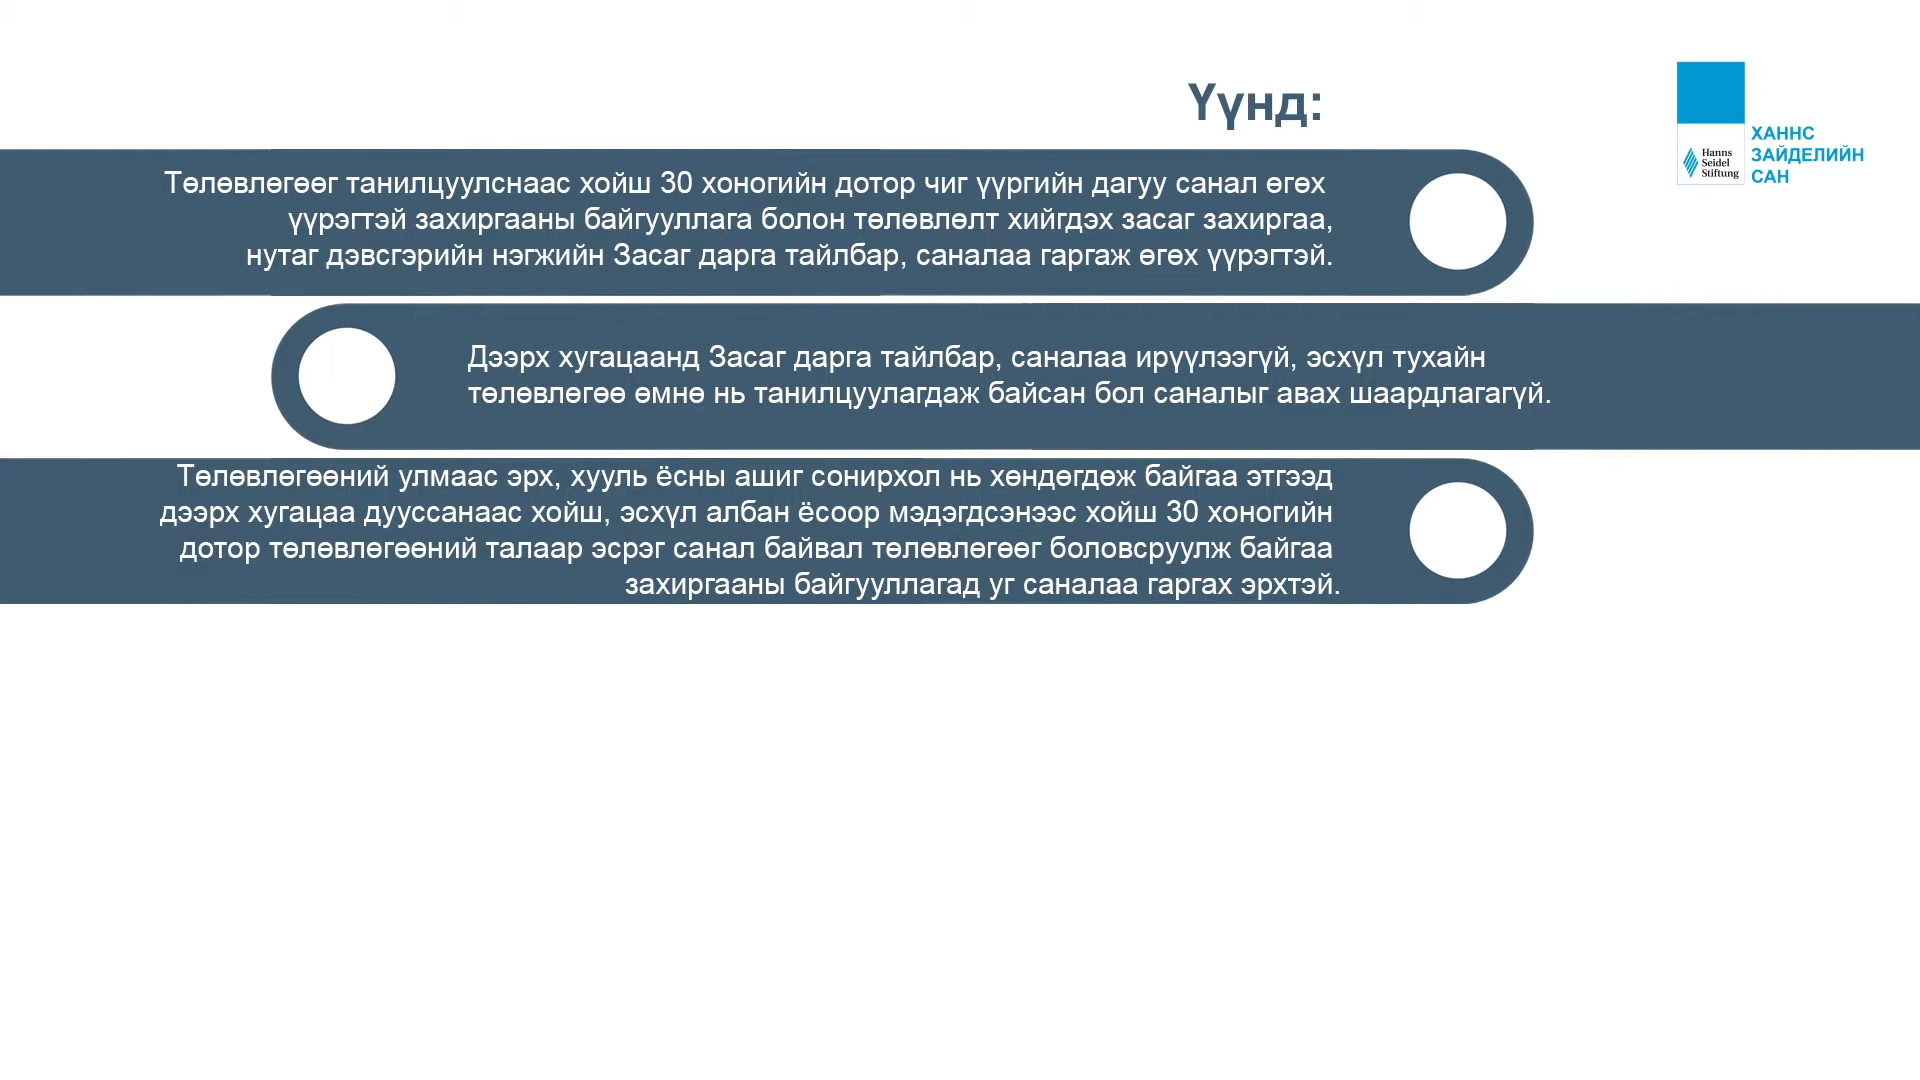 Үүнд:
Төлөвлөгөөг танилцуулснаас хойш 30 хоногийн дотор чиг үүргийн дагуу санал өгөх
үүрэгтэй захиргааны байгууллага болон төлөвлөлт хийгдэх засаг захиргаа,
нутаг дэвсгэрийн нэгжийн Засаг дарга тайлбар, саналаа гаргаж өгөх үүрэгтэй.
Дээрх хугацаанд Засаг дарга тайлбар, саналаа ирүүлээгүй, эсхүл тухайн
төлөвлөгөө өмнө нь танилцуулагдаж байсан бол саналыг авах шаардлагагүй.
Төлөвлөгөөний улмаас эрх, хууль ёсны ашиг сонирхол нь хөндөгдөж байгаа этгээд
дээрх хугацаа дууссанаас хойш, эсхүл албан ёсоор мэдэгдсэнээс хойш 30 хоногийн
дотор төлөвлөгөөний талаар эсрэг санал байвал төлөвлөгөөг боловсруулж байгаа
захиргааны байгууллагад уг саналаа гаргах эрхтэй.
Hanns
Seidel
Stiftung
ХАННС
ЗАЙДЕЛИЙН
САН